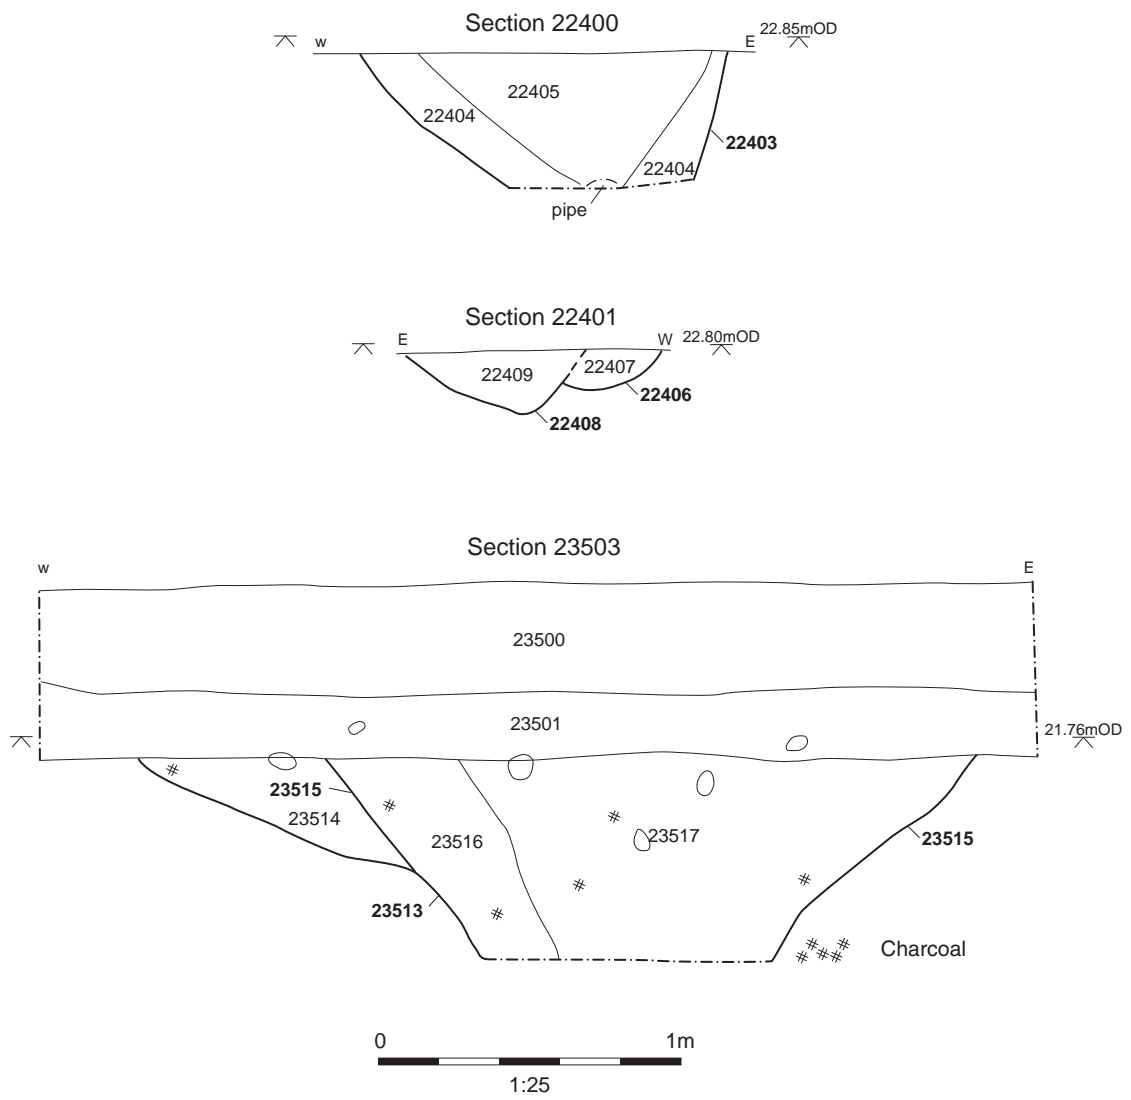 Section 22400
w
E
22.85mOD
22405
22404
22403
22404
pipe
Section 22401
E
W
22.80mOD
22407
22409
22406
22408
Section 23503
w
E
23500
23501
21.76mOD
23515
23514
23516
23517
23515
23513
Charcoal
0
1m
1:25